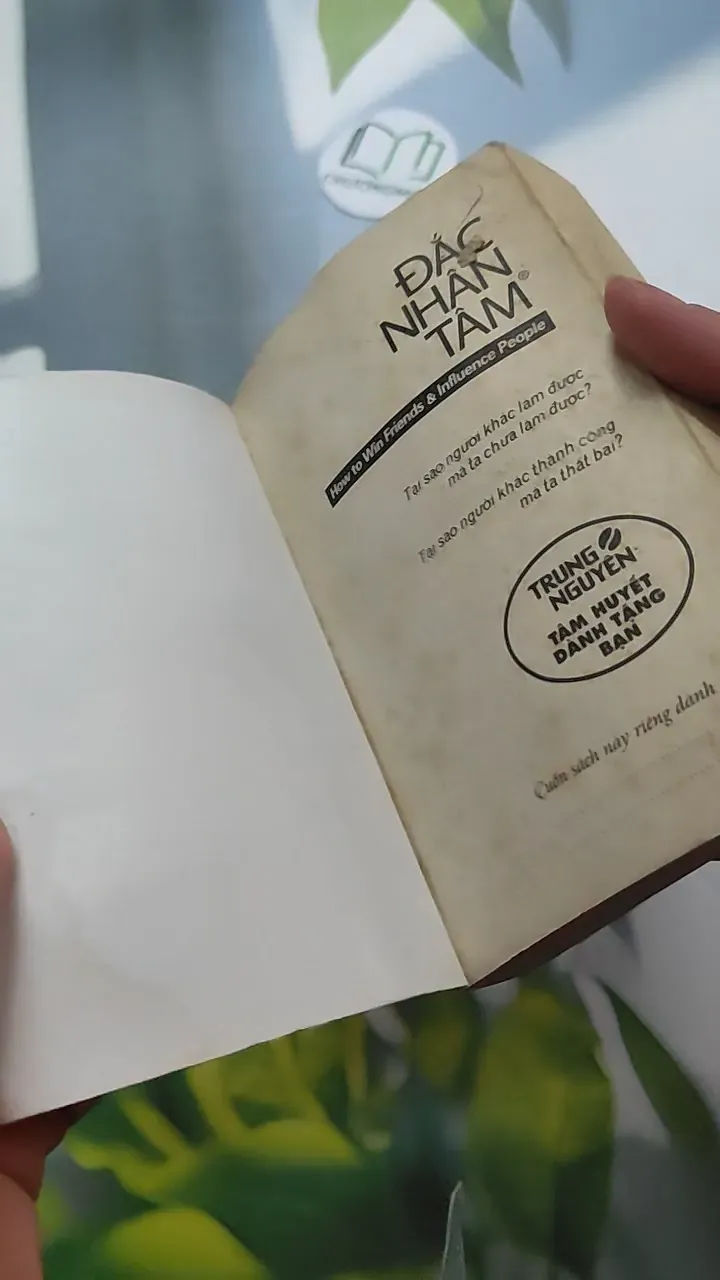 ĐẮC
NHÂN
TÂM®
How to Win Friends & Influence People
Tại sao người khác làm được
mà ta chưa làm được?
Tại sao người khác thành công
mà ta thất bại?
TRUNG
NGUYÊN
TÂM HUYẾT
DÀNH TẶNG
BẠN
Cuốn sách này riêng dành